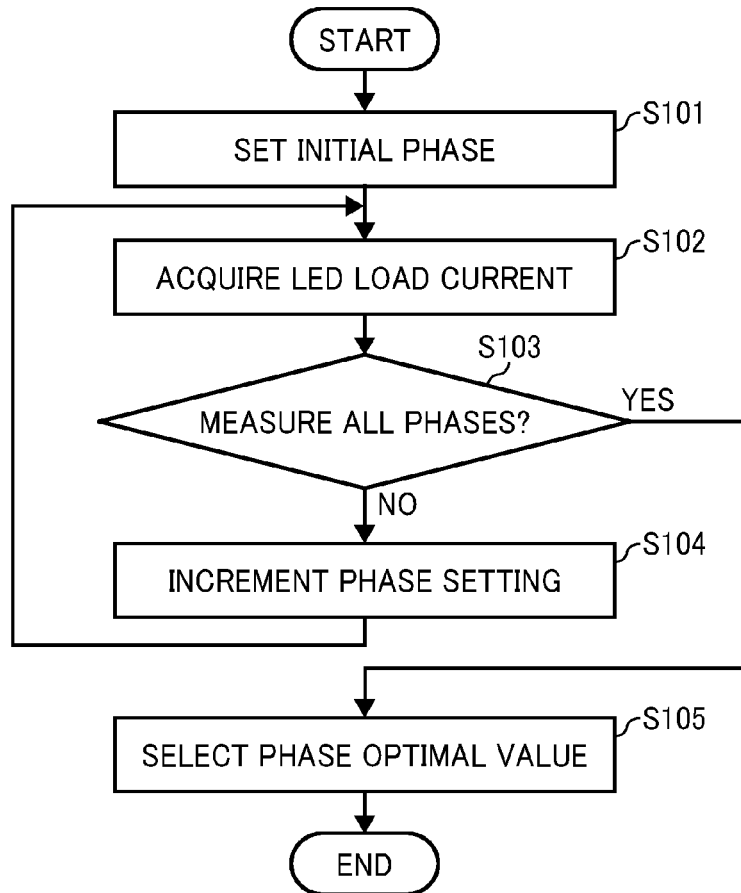 START
S101
SET INITIAL PHASE
S102
ACQUIRE LED LOAD CURRENT
S103
MEASURE ALL PHASES?
YES
NO
S104
INCREMENT PHASE SETTING
S105
SELECT PHASE OPTIMAL VALUE
END